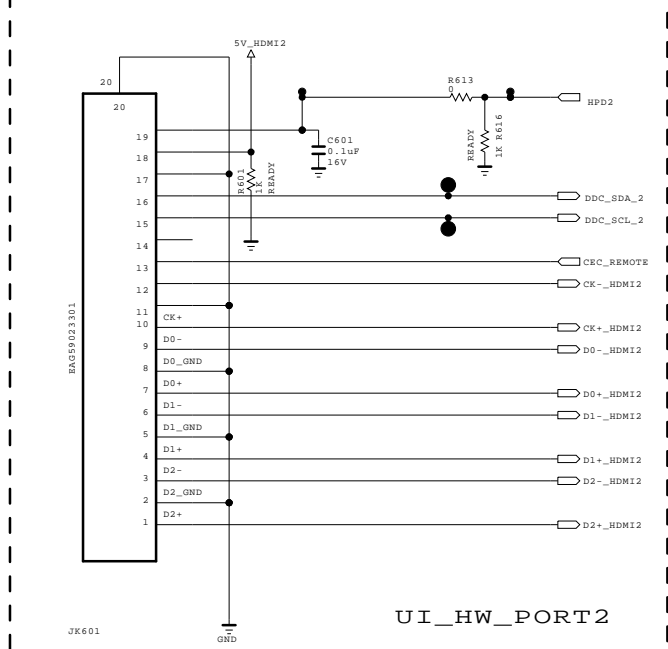 5V_HDMI2
20
20
R613
0
HPD2
19
C601
0.1uF
16V
READY
1K R616
18
R601
1K
READY
17
16
DDC_SDA_2
15
DDC_SCL_2
14
13
CEC_REMOTE
12
CK-_HDMI2
11
CK+
10
CK+_HDMI2
D0-
9
D0-_HDMI2
D0_GND
8
D0+
7
D0+_HDMI2
D1-
6
D1-_HDMI2
D1_GND
5
D1+
4
D1+_HDMI2
D2-
3
D2-_HDMI2
D2_GND
2
D2+
1
D2+_HDMI2
EAG59023301
JK601
GND
UI_HW_PORT2